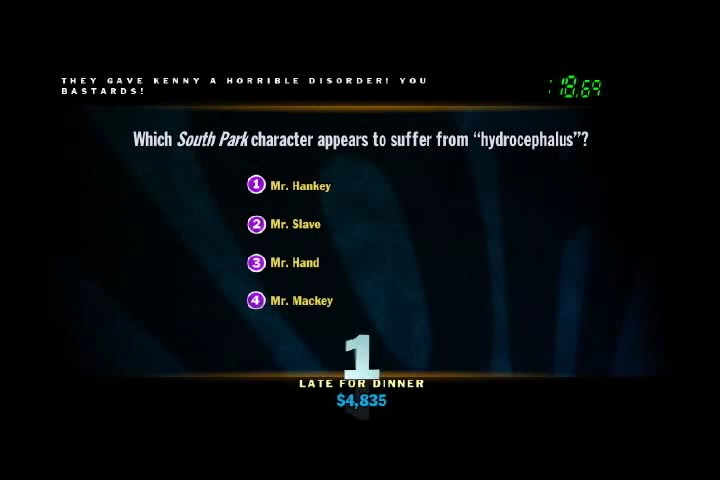 THEY GAVE KENNY A HORRIBLE DISORDER! YOU
BASTARDS!
:18.69
Which South Park character appears to suffer from “hydrocephalus”?
1 Mr. Hankey
2 Mr. Slave
3 Mr. Hand
4 Mr. Mackey
1
LATE FOR DINNER
$4,835